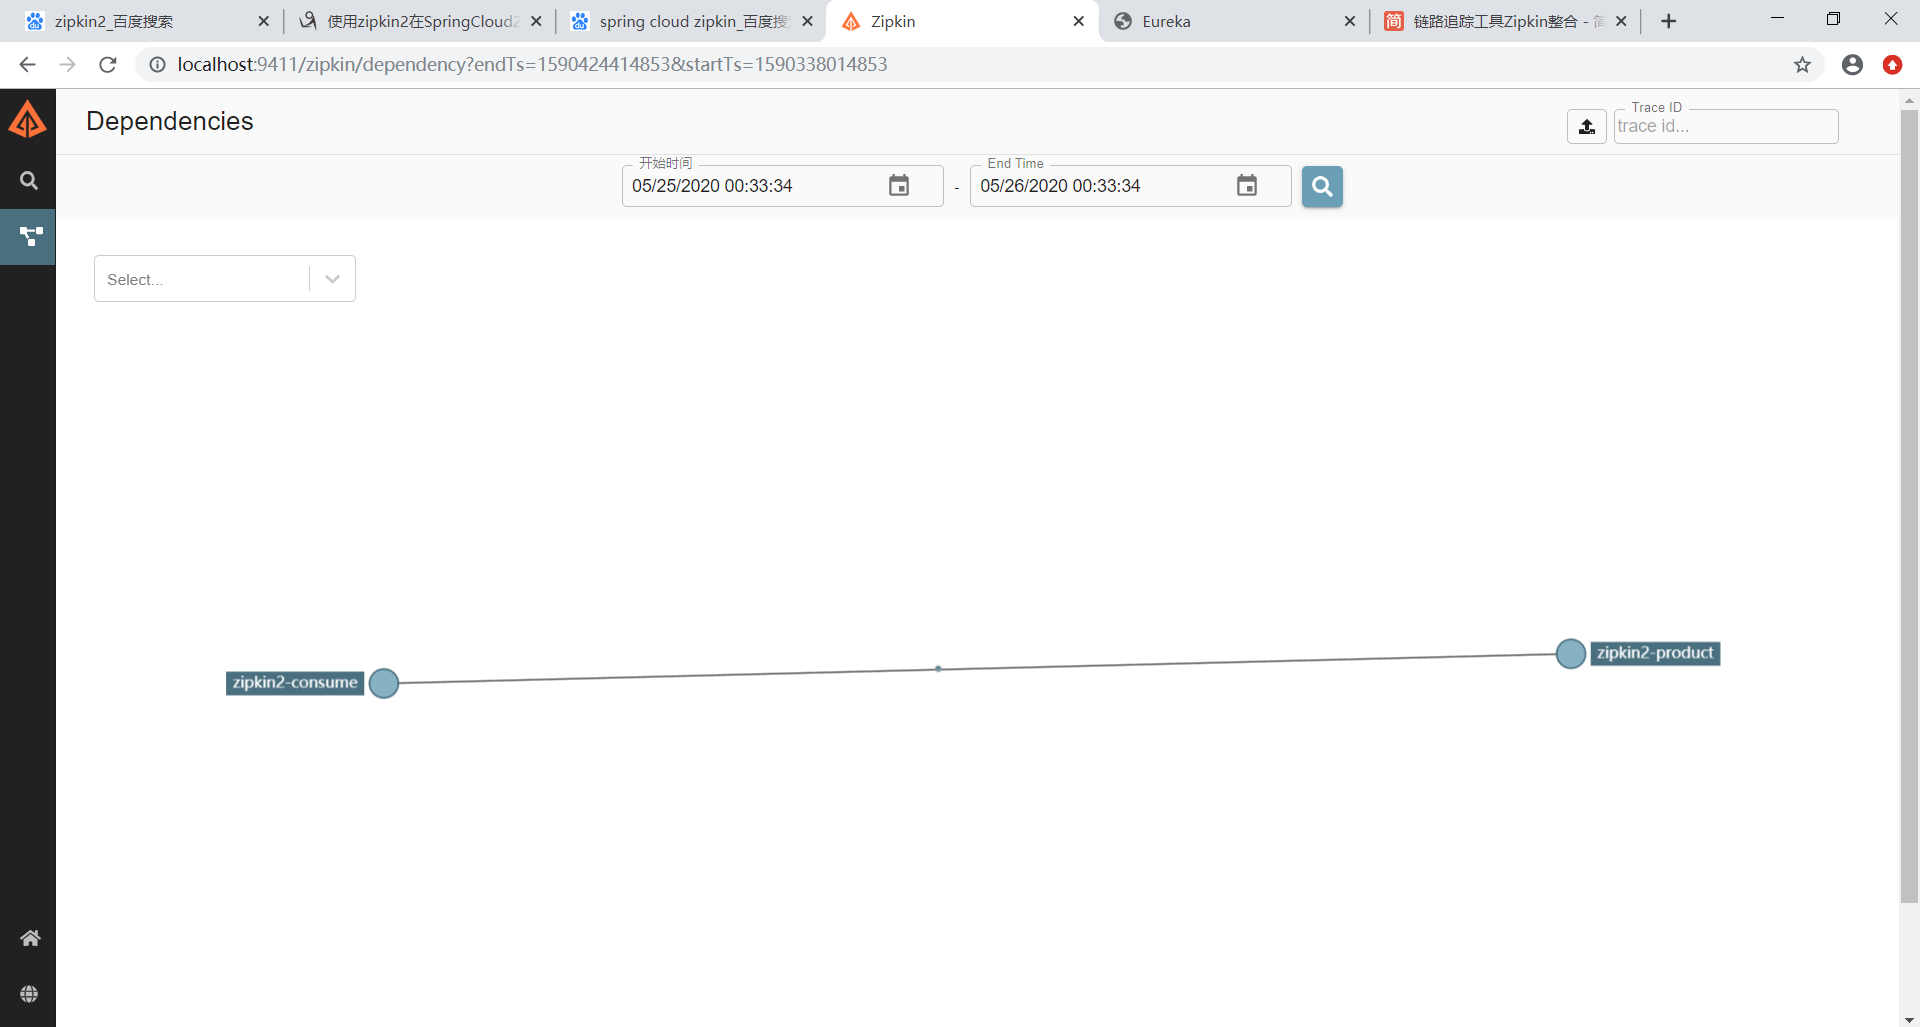 zipkin2_百度搜索
使用zipkin2在SpringCloud2
spring cloud zipkin_百度搜
Zipkin
Eureka
链路追踪工具Zipkin整合 - 简
localhost:9411/zipkin/dependency?endTs=1590424414853&startTs=1590338014853
Dependencies
Trace ID
trace id...
开始时间
05/25/2020 00:33:34
-
End Time
05/26/2020 00:33:34
Select...
zipkin2-consume
zipkin2-product